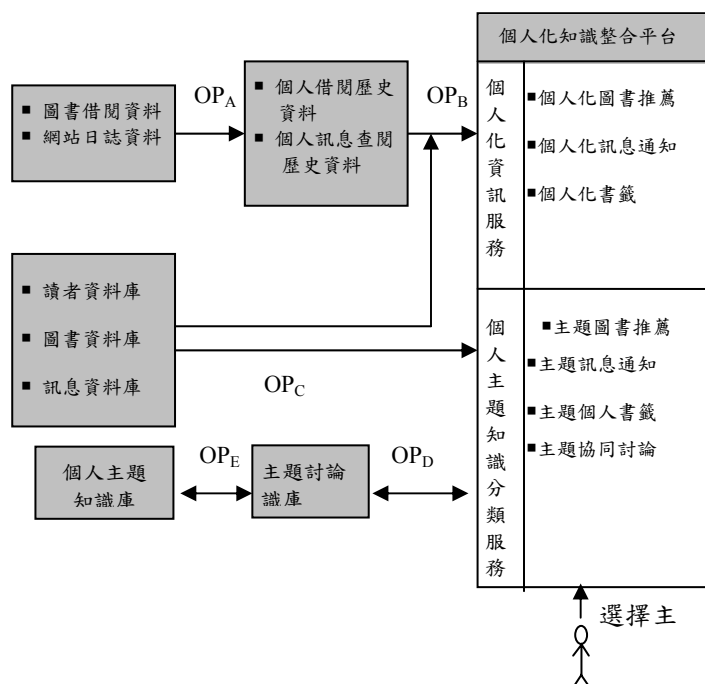 個人化知識整合平台
■ 圖書借閱資料
■ 網站日誌資料
OPA
■ 個人借閱歷史
資料
■ 個人訊息查閱
歷史資料
OPB
個人化資訊服務
■個人化圖書推薦
■個人化訊息通知
■個人化書籤
■ 讀者資料庫
■ 圖書資料庫
■ 訊息資料庫
OPC
個人主題知識分類服務
■主題圖書推薦
■主題訊息通知
■主題個人書籤
■主題協同討論
個人主題
知識庫
OPE
主題討論
識庫
OPD
選擇主